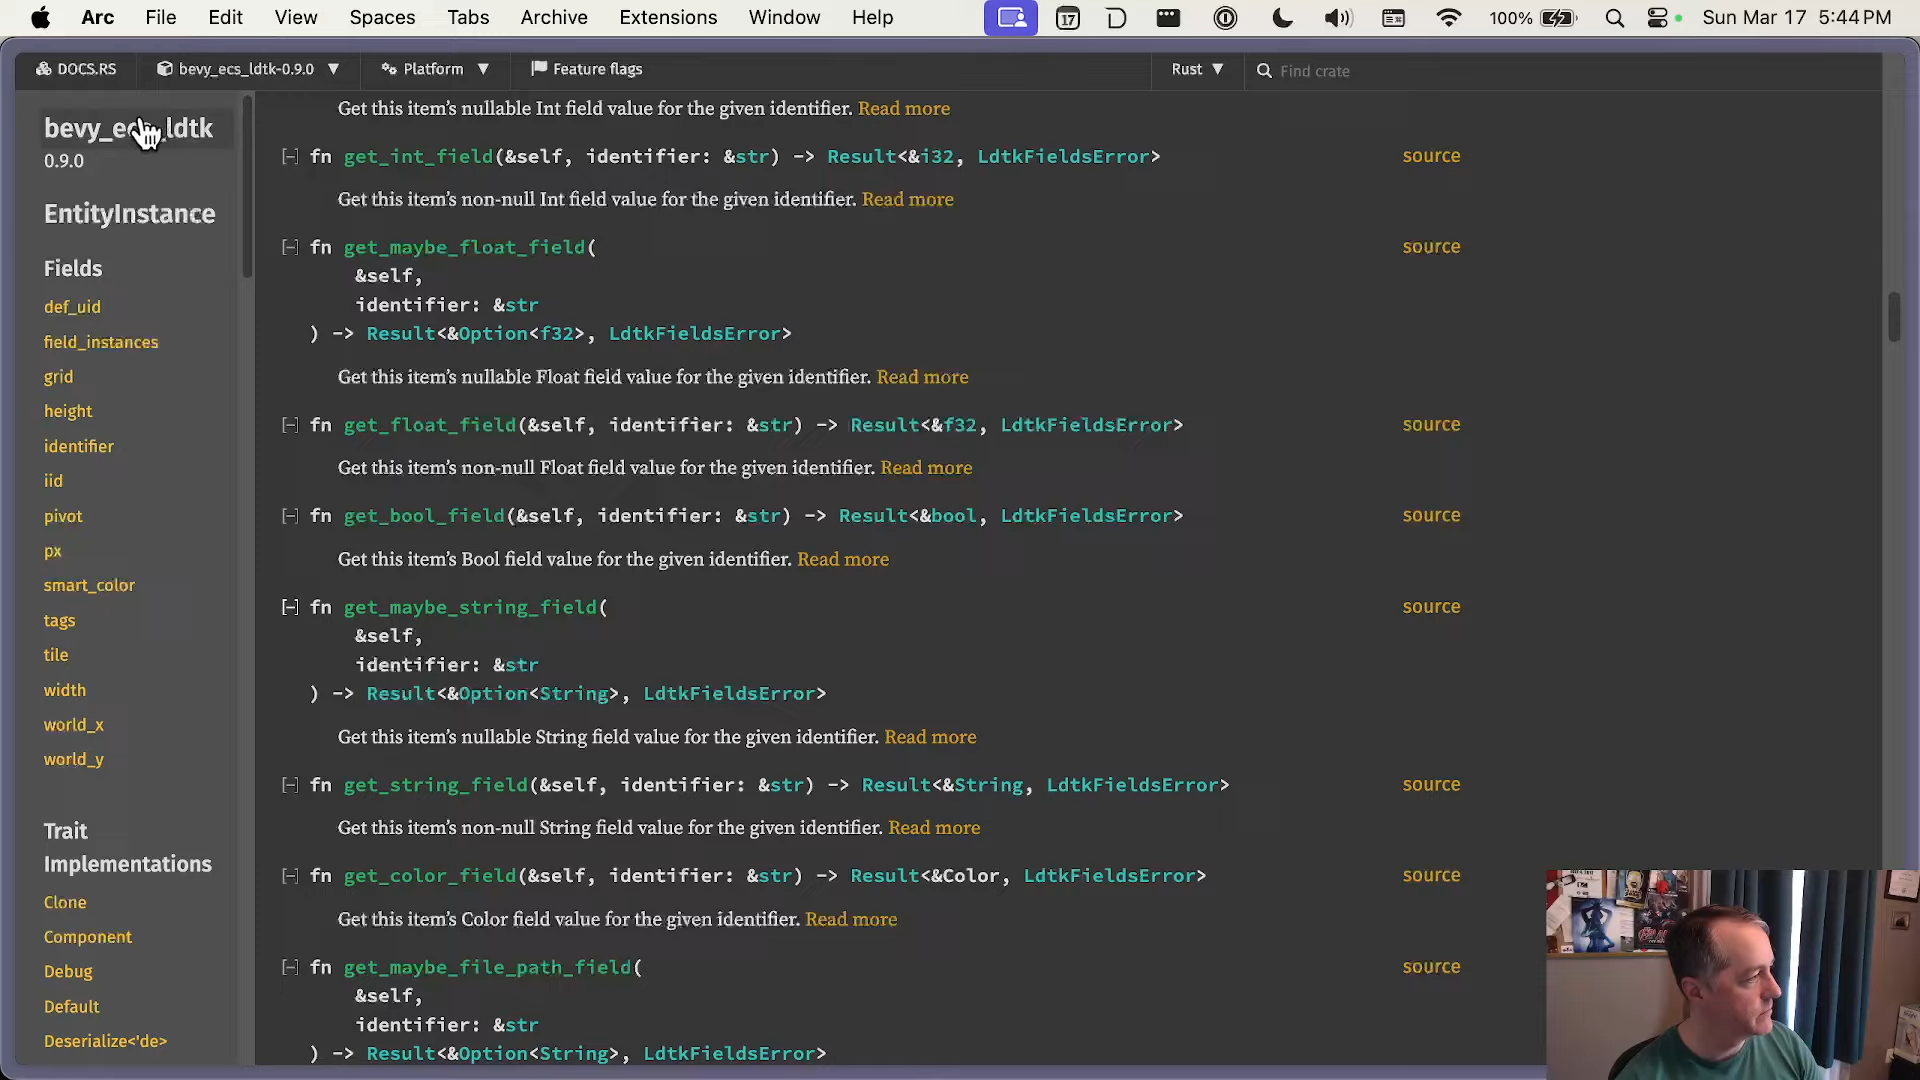 Arc File Edit View Spaces Tabs Archive Extensions Window Help 17 100% Sun Mar 17 5:44 PM
DOCS.RS bevy_ecs_ldtk-0.9.0 ▼ Platform ▼ Feature flags Rust ▼ Find crate
bevy_ecs_ldtk
0.9.0
EntityInstance
Fields
def_uid
field_instances
grid
height
identifier
iid
pivot
px
smart_color
tags
tile
width
world_x
world_y
Trait
Implementations
Clone
Component
Debug
Default
Deserialize<'de>
Get this item's nullable Int field value for the given identifier. Read more
[-] fn get_int_field(&self, identifier: &str) -> Result<&i32, LdtkFieldsError> source
Get this item's non-null Int field value for the given identifier. Read more
[-] fn get_maybe_float_field( source
&self,
identifier: &str
) -> Result<&Option<f32>, LdtkFieldsError>
Get this item's nullable Float field value for the given identifier. Read more
[-] fn get_float_field(&self, identifier: &str) -> Result<&f32, LdtkFieldsError> source
Get this item's non-null Float field value for the given identifier. Read more
[-] fn get_bool_field(&self, identifier: &str) -> Result<&bool, LdtkFieldsError> source
Get this item's Bool field value for the given identifier. Read more
[-] fn get_maybe_string_field( source
&self,
identifier: &str
) -> Result<&Option<String>, LdtkFieldsError>
Get this item's nullable String field value for the given identifier. Read more
[-] fn get_string_field(&self, identifier: &str) -> Result<&String, LdtkFieldsError> source
Get this item's non-null String field value for the given identifier. Read more
[-] fn get_color_field(&self, identifier: &str) -> Result<&Color, LdtkFieldsError> source
Get this item's Color field value for the given identifier. Read more
[-] fn get_maybe_file_path_field( source
&self,
identifier: &str
) -> Result<&Option<String>, LdtkFieldsError>